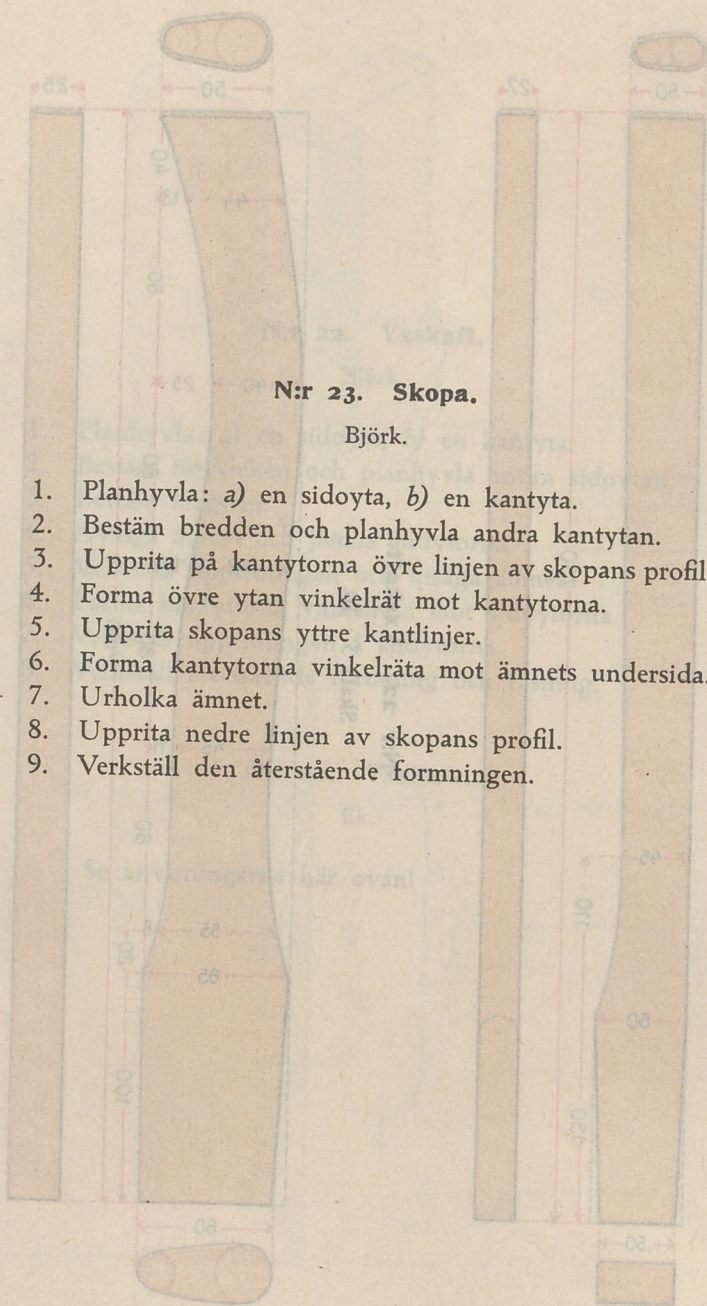 N:r 23. Skopa.
Björk.
1. Planhyvla: a) en sidoyta, b) en kantyta.
2. Bestäm bredden och planhyvla andra kantytan.
3. Upprita på kantytorna övre linjen av skopans profil
4. Forma övre ytan vinkelrät mot kantytorna.
5. Upprita skopans yttre kantlinjer.
6. Forma kantytorna vinkelräta mot ämnets undersida.
7. Urholka ämnet.
8. Upprita nedre linjen av skopans profil.
9. Verkställ den återstående formningen.